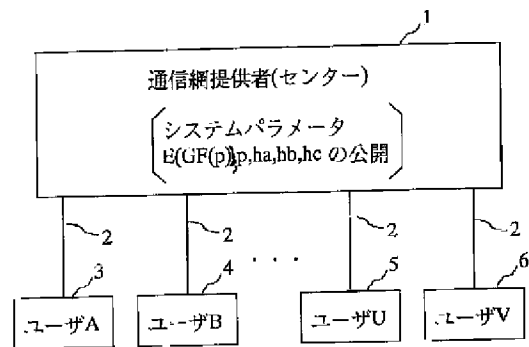 1
通信網提供者(センター)
システムパラメータ
E(GF(p)),p,ha,hb,hc の公開
2
2
2
2
3
4
5
6
. . .
ユーザA
ユーザB
ユーザU
ユーザV